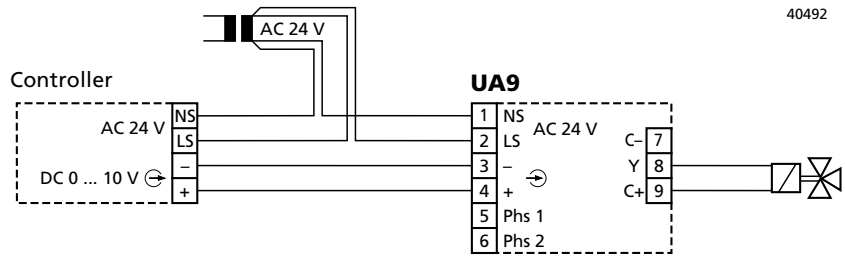 40492
AC 24 V
Controller
UA9
NS
AC 24 V
LS
–
DC 0 ... 10 V
+
1 NS
AC 24 V
2 LS
C– 7
3 –
Y 8
4 +
C+ 9
5 Phs 1
6 Phs 2